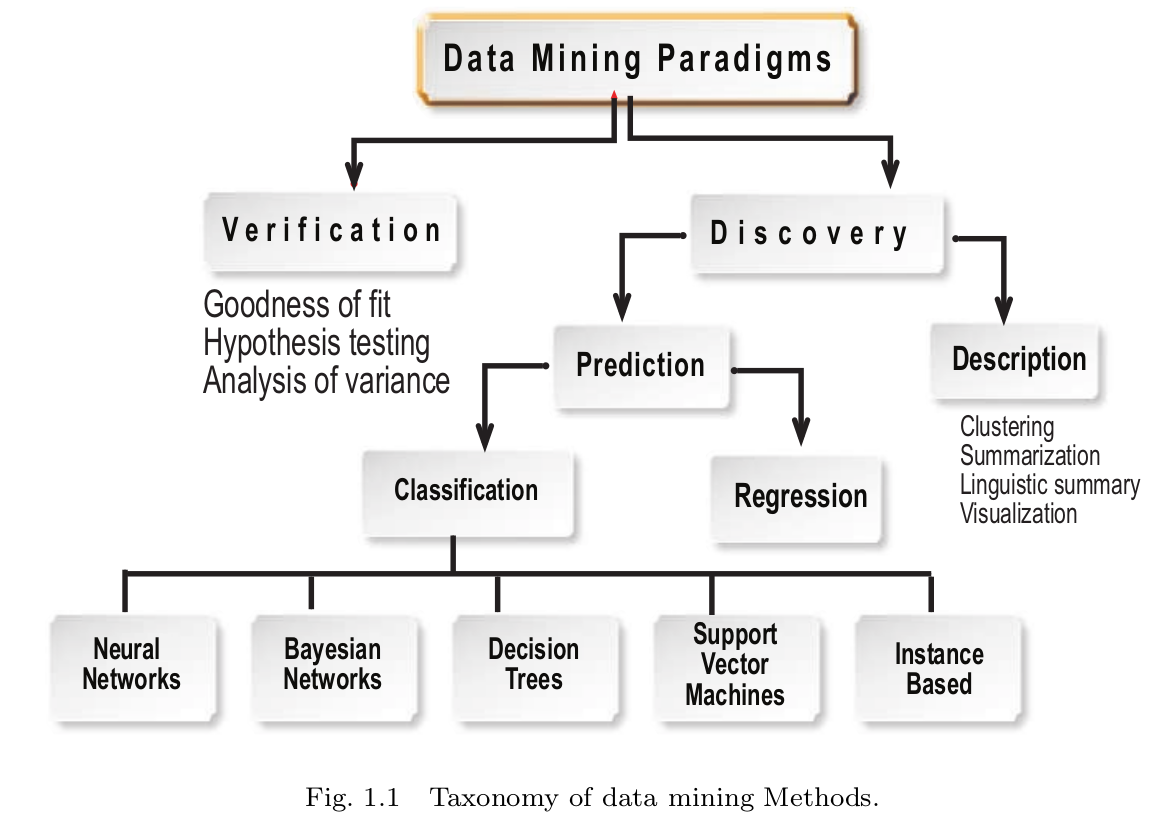 Data Mining Paradigms
Verification
Discovery
Goodness of fit
Hypothesis testing
Analysis of variance
Prediction
Description
Clustering
Summarization
Linguistic summary
Visualization
Classification
Regression
Neural
Networks
Bayesian
Networks
Decision
Trees
Support
Vector
Machines
Instance
Based
Fig. 1.1 Taxonomy of data mining Methods.